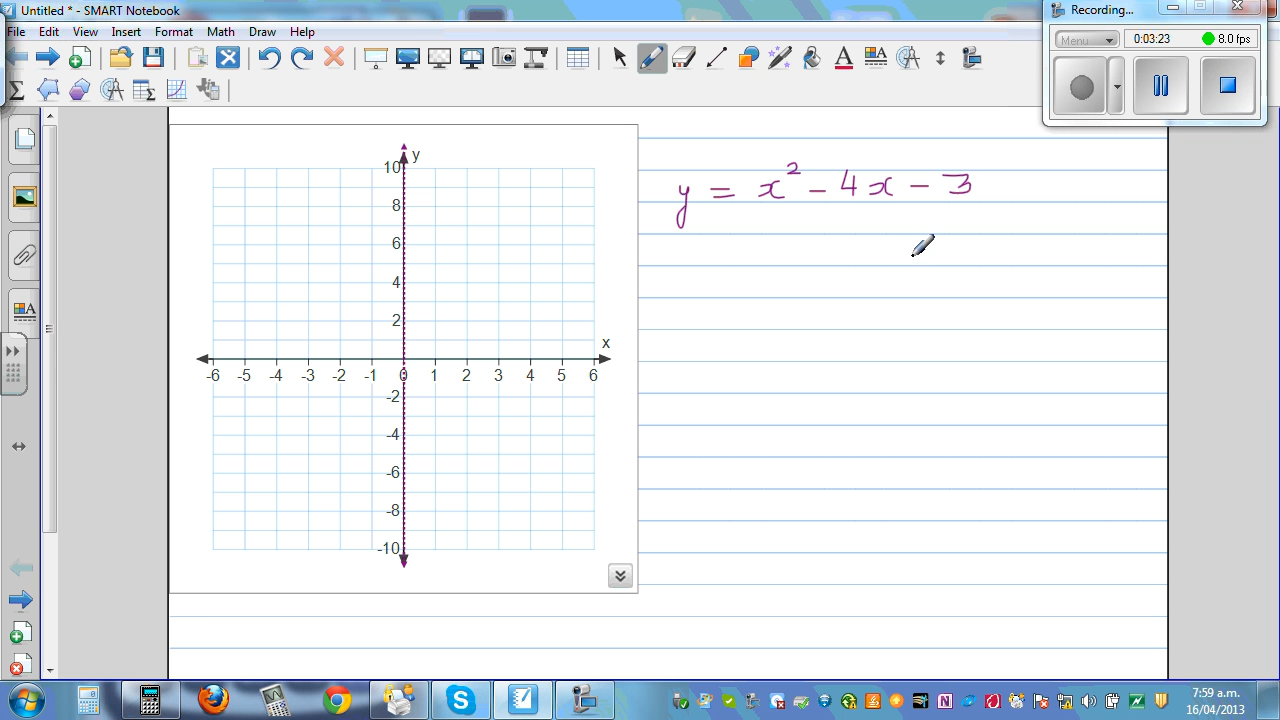 Untitled * - SMART Notebook
File Edit View Insert Format Math Draw Help
Recording...
Menu 0:03:23 8.0 fps
y
10
8
6
4
2
x
-6 -5 -4 -3 -2 -1 0 1 2 3 4 5 6
-2
-4
-6
-8
-10
y = x² - 4x - 3
7:59 a.m.
16/04/2013